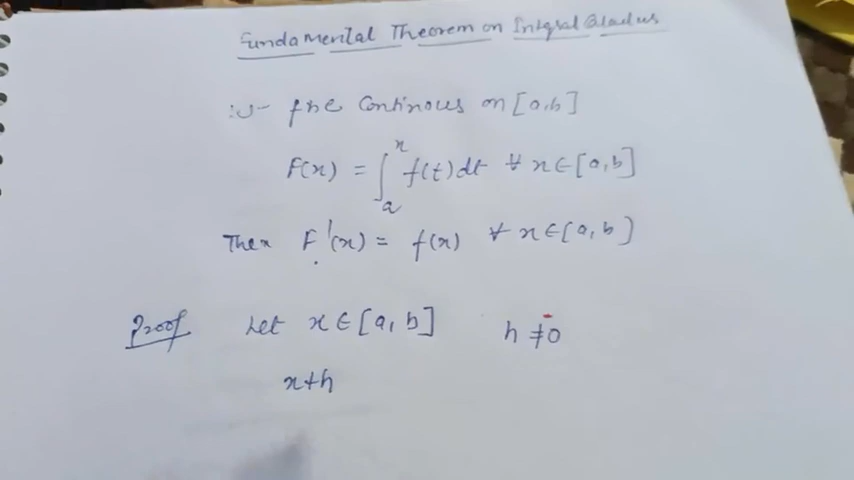 Fundamental Theorem on Integral Calculus
:- f be Continous on [a,b]
F(x) = ∫ₐˣ f(t)dt ∀ x∈[a,b]
Then F'(x) = f(x) ∀ x∈[a,b]
Proof Let x∈[a,b] h≠0
x+h